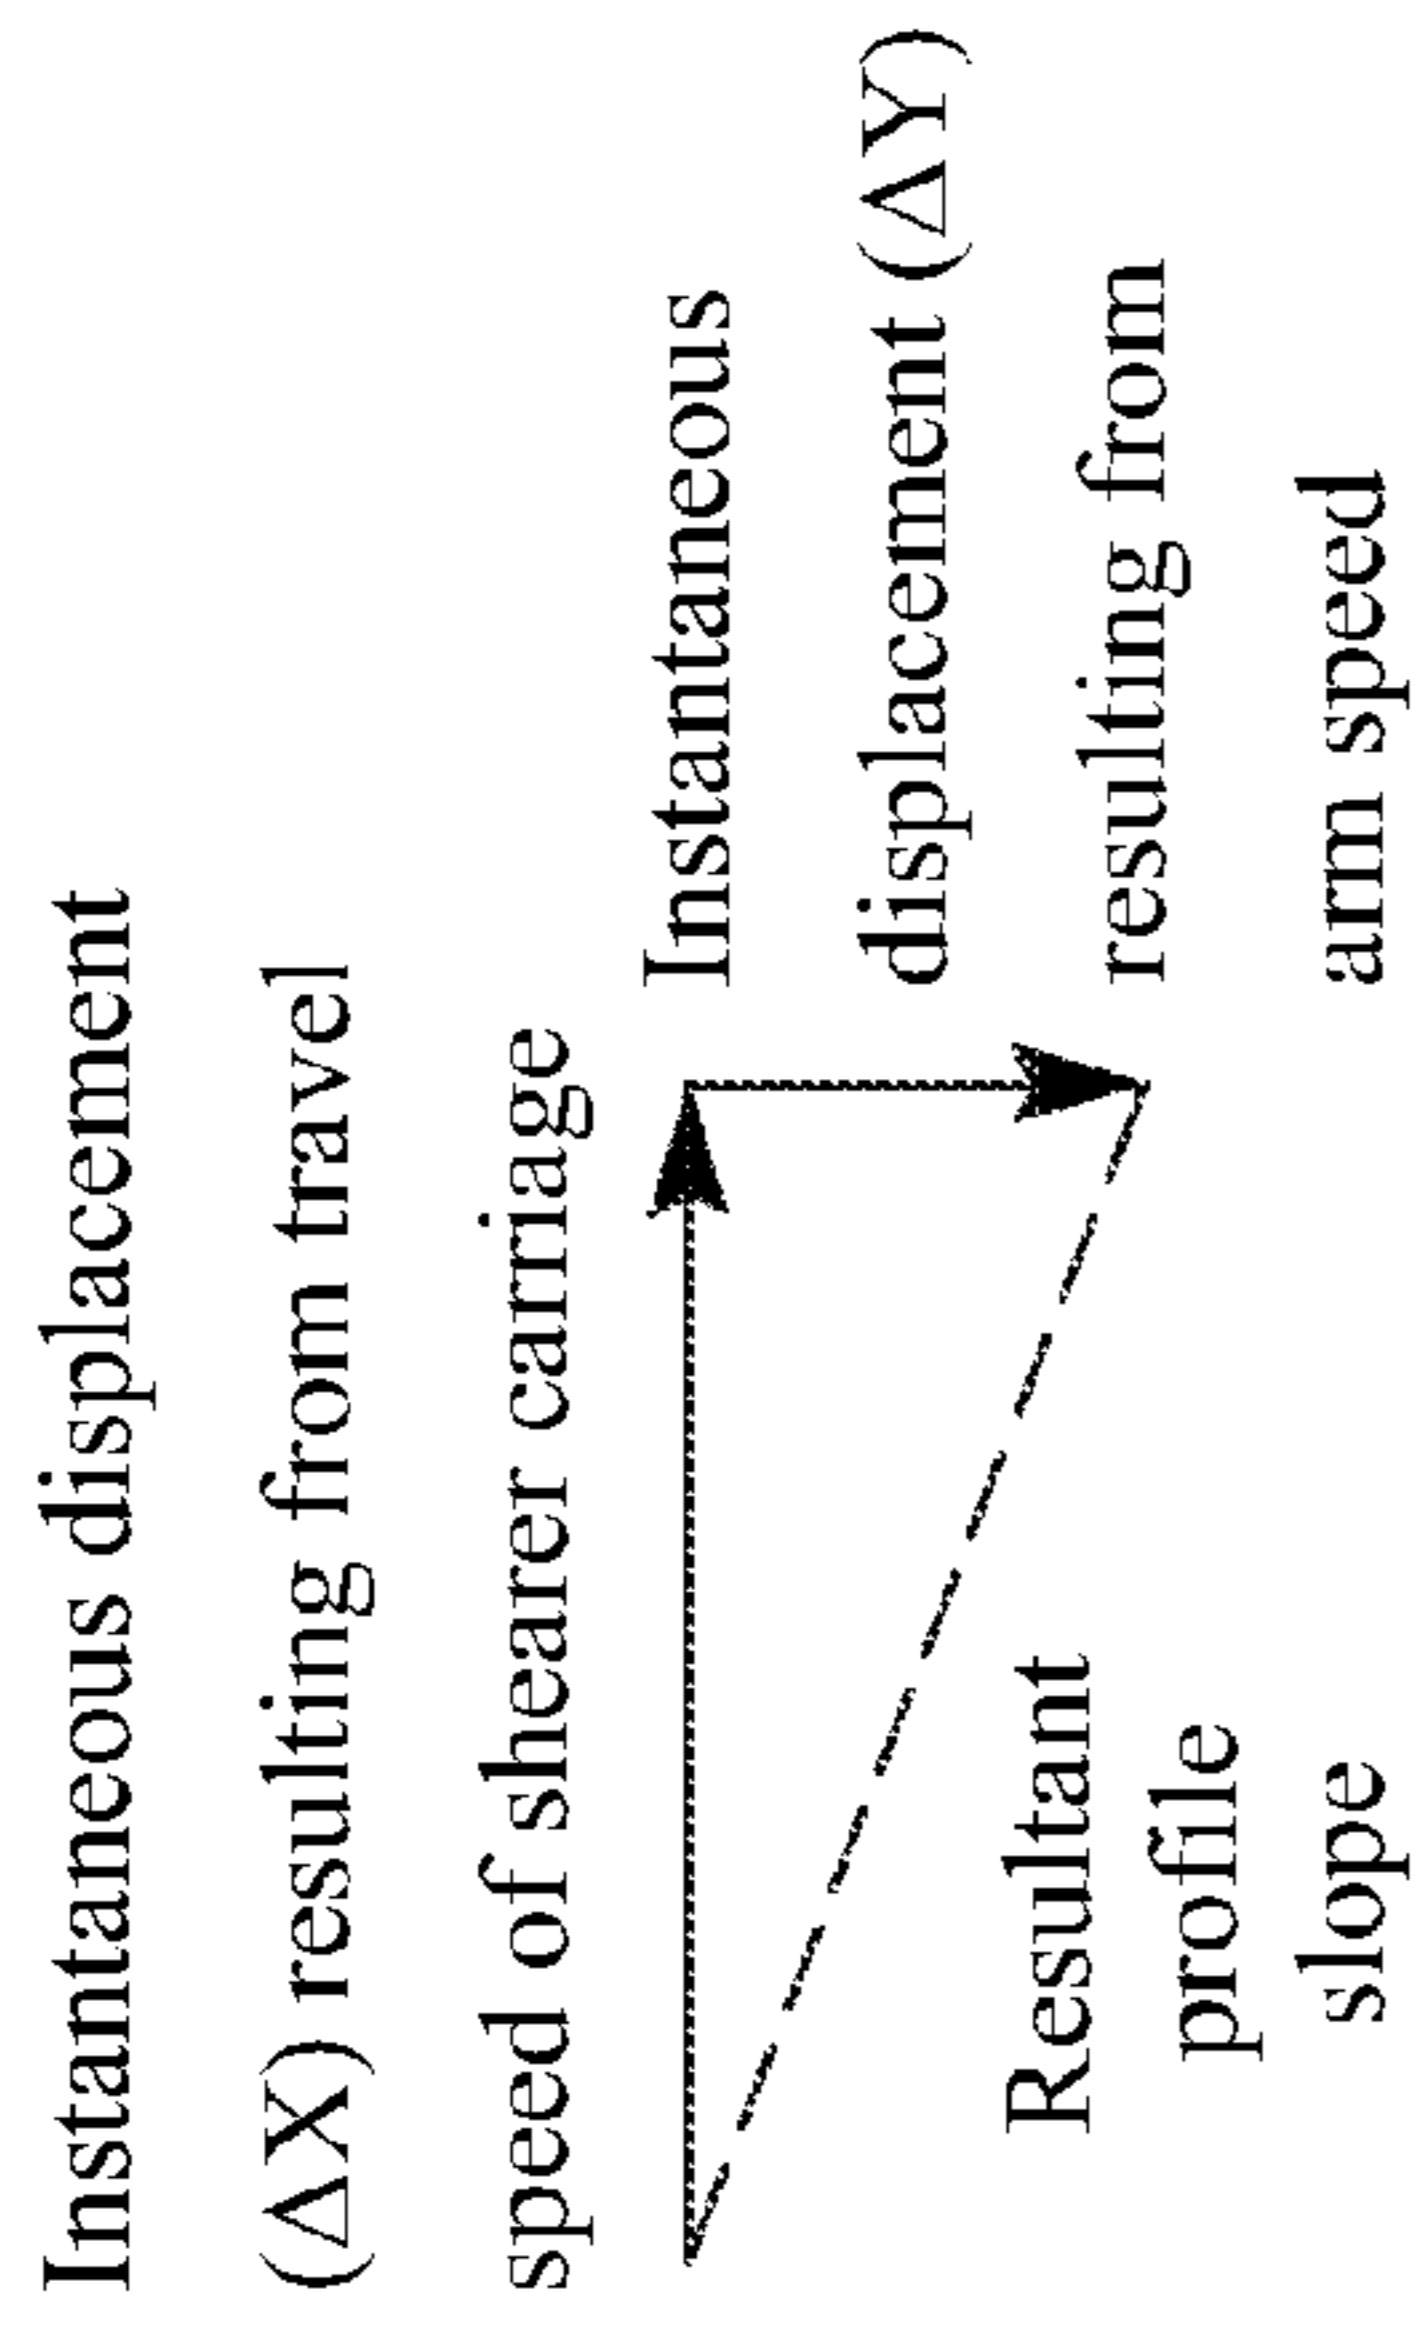 Instantaneous displacement
(ΔX) resulting from travel
speed of shearer carriage
Instantaneous
displacement (ΔY)
resulting from
arm speed
Resultant
profile
slope